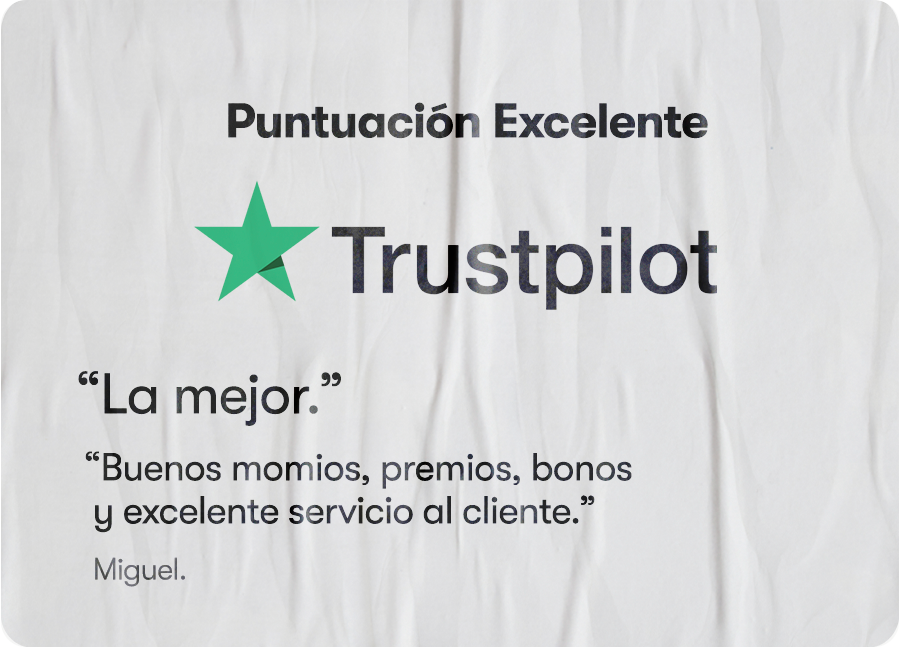 Puntuación Excelente
Trustpilot
“La mejor.”
“Buenos momios, premios, bonos
y excelente servicio al cliente.”
Miguel.